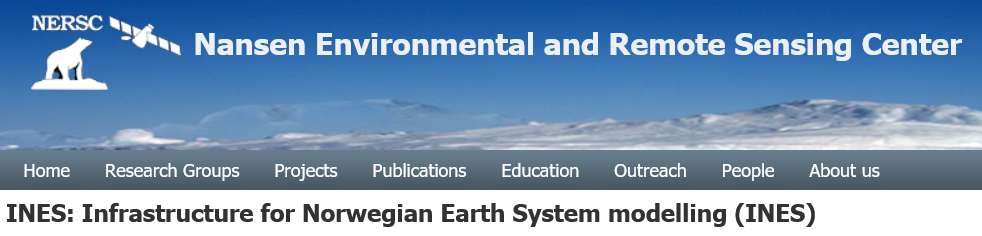 NERSC
Nansen Environmental and Remote Sensing Center
Home Research Groups Projects Publications Education Outreach People About us
INES: Infrastructure for Norwegian Earth System modelling (INES)